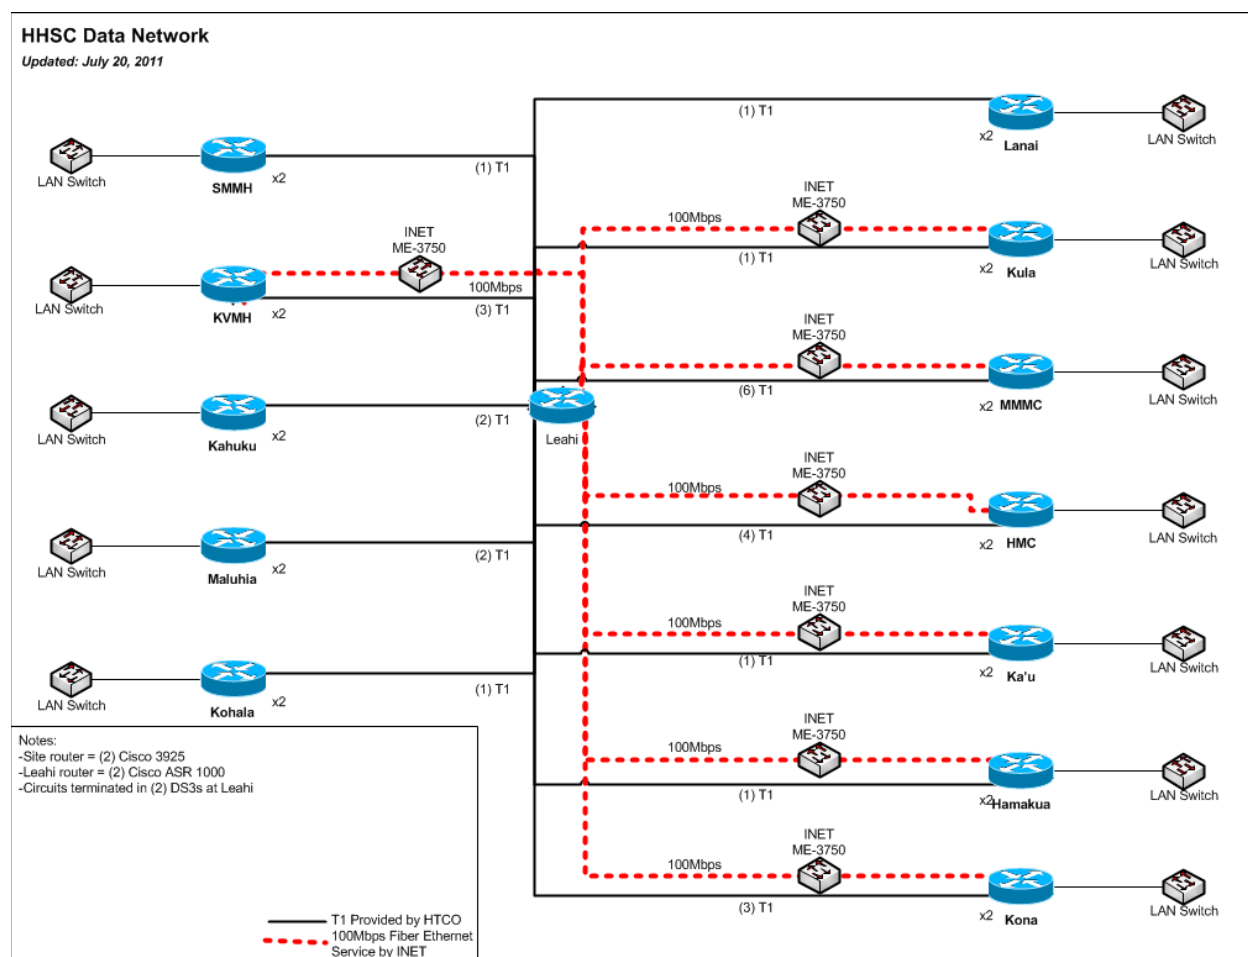 HHSC Data Network
Updated: July 20, 2011
(1) T1
x2
Lanai
LAN Switch
LAN Switch
SMMH
x2
(1) T1
INET
ME-3750
100Mbps
(1) T1
x2
Kula
LAN Switch
INET
ME-3750
100Mbps
(3) T1
LAN Switch
KVMH
x2
INET
ME-3750
(6) T1
x2
MMMC
LAN Switch
LAN Switch
Kahuku
x2
(2) T1
Leahi
INET
ME-3750
100Mbps
(4) T1
x2
HMC
LAN Switch
LAN Switch
Maluhia
x2
(2) T1
INET
ME-3750
100Mbps
(1) T1
x2
Ka'u
LAN Switch
LAN Switch
Kohala
x2
(1) T1
INET
ME-3750
100Mbps
(1) T1
x2
Hamakua
LAN Switch
INET
ME-3750
100Mbps
(3) T1
x2
Kona
LAN Switch
Notes:
-Site router = (2) Cisco 3925
-Leahi router = (2) Cisco ASR 1000
-Circuits terminated in (2) DS3s at Leahi
T1 Provided by HTCO
100Mbps Fiber Ethernet
Service by INET